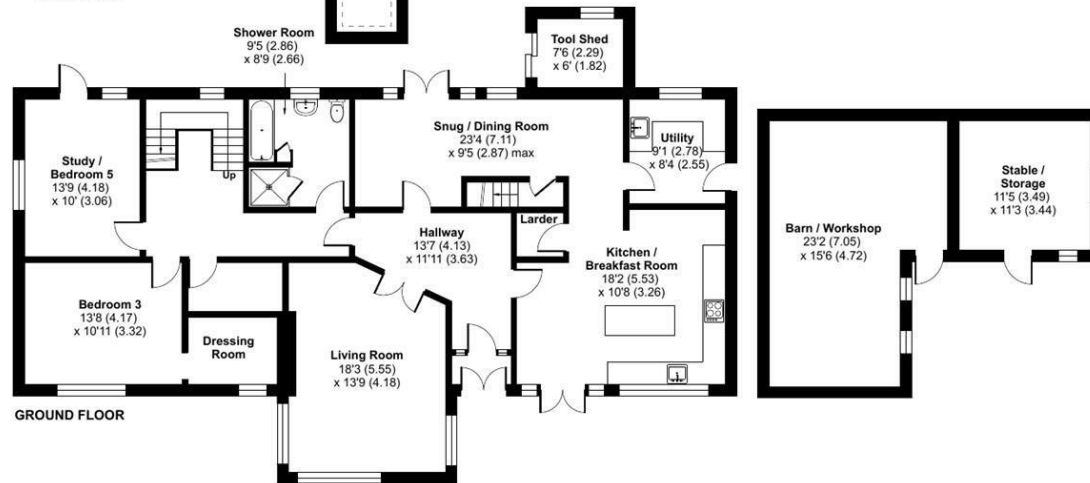 Shower Room
9'5 (2.86)
x 8'9 (2.66)
Tool Shed
7'6 (2.29)
x 6' (1.82)
Study /
Bedroom 5
13'9 (4.18)
x 10' (3.06)
Up
Snug / Dining Room
23'4 (7.11)
x 9'5 (2.87) max
Utility
9'1 (2.78)
x 8'4 (2.55)
Stable /
Storage
11'5 (3.49)
x 11'3 (3.44)
Barn / Workshop
23'2 (7.05)
x 15'6 (4.72)
Larder
Hallway
13'7 (4.13)
x 11'11 (3.63)
Kitchen /
Breakfast Room
18'2 (5.53)
x 10'8 (3.26)
Bedroom 3
13'8 (4.17)
x 10'11 (3.32)
Dressing
Room
Living Room
18'3 (5.55)
x 13'9 (4.18)
GROUND FLOOR